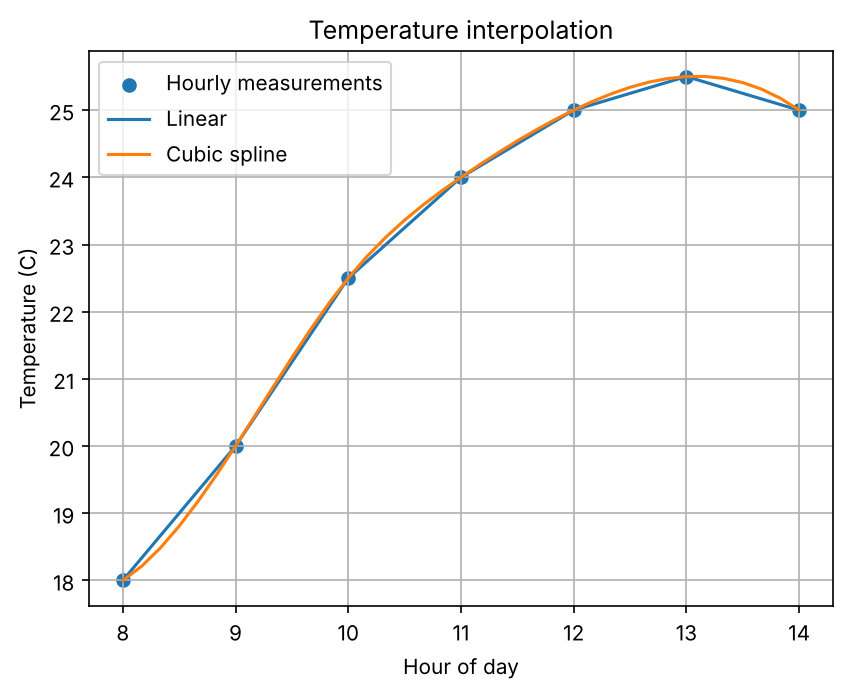 Temperature interpolation
Hourly measurements
Linear
Cubic spline
Temperature (C)
25
24
23
22
21
20
19
18
8 9 10 11 12 13 14
Hour of day